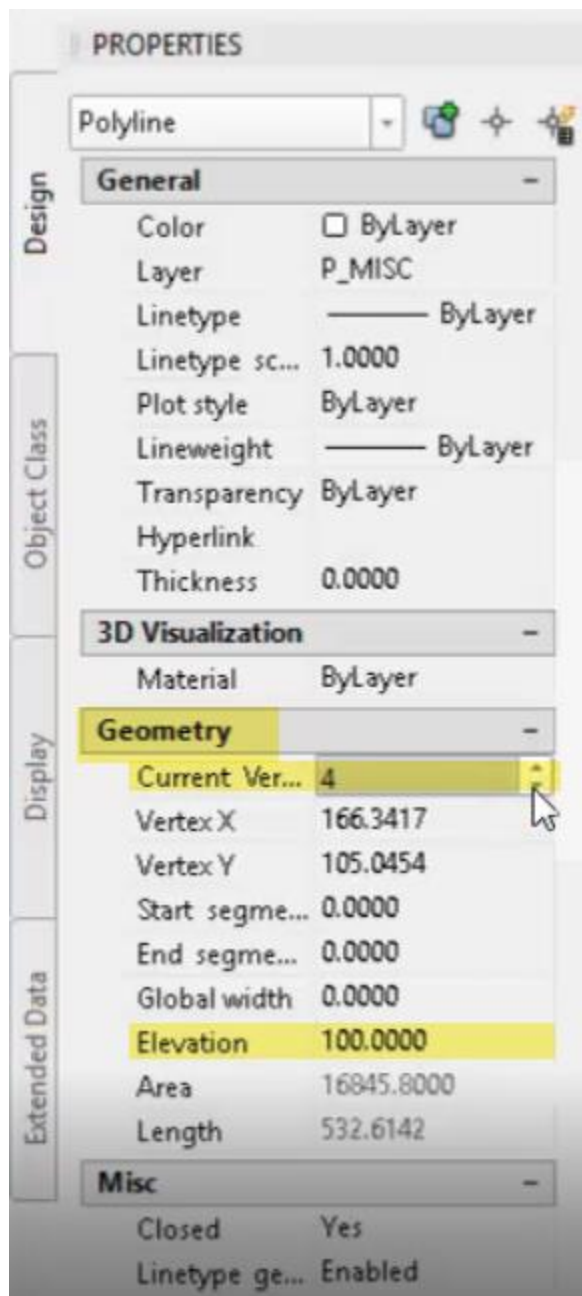 PROPERTIES
Polyline
General
Color ByLayer
Layer P_MISC
Linetype ByLayer
Linetype sc... 1.0000
Plot style ByLayer
Lineweight ByLayer
Transparency ByLayer
Hyperlink
Thickness 0.0000
3D Visualization
Material ByLayer
Geometry
Current Ver... 4
Vertex X 166.3417
Vertex Y 105.0454
Start segme... 0.0000
End segme... 0.0000
Global width 0.0000
Elevation 100.0000
Area 16845.8000
Length 532.6142
Misc
Closed Yes
Linetype ge... Enabled
Design
Object Class
Display
Extended Data